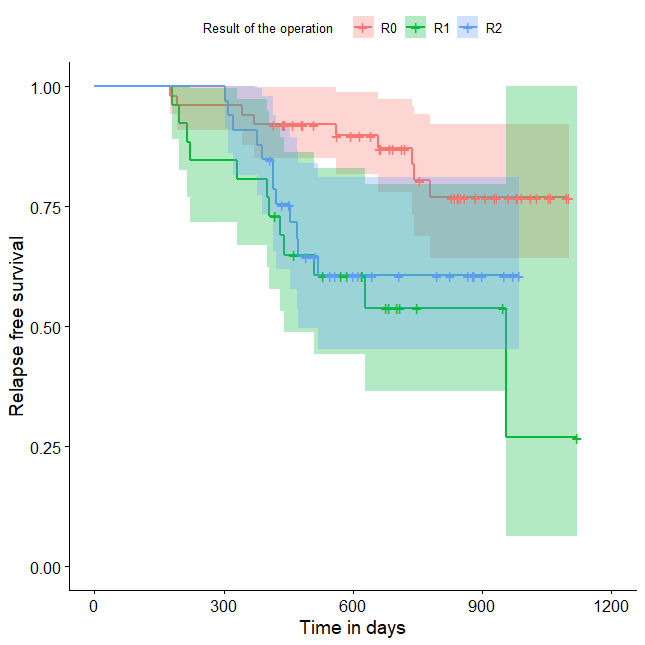 Result of the operation R0 R1 R2
1.00
0.75
0.50
0.25
0.00
Relapse free survival
0 300 600 900 1200
Time in days